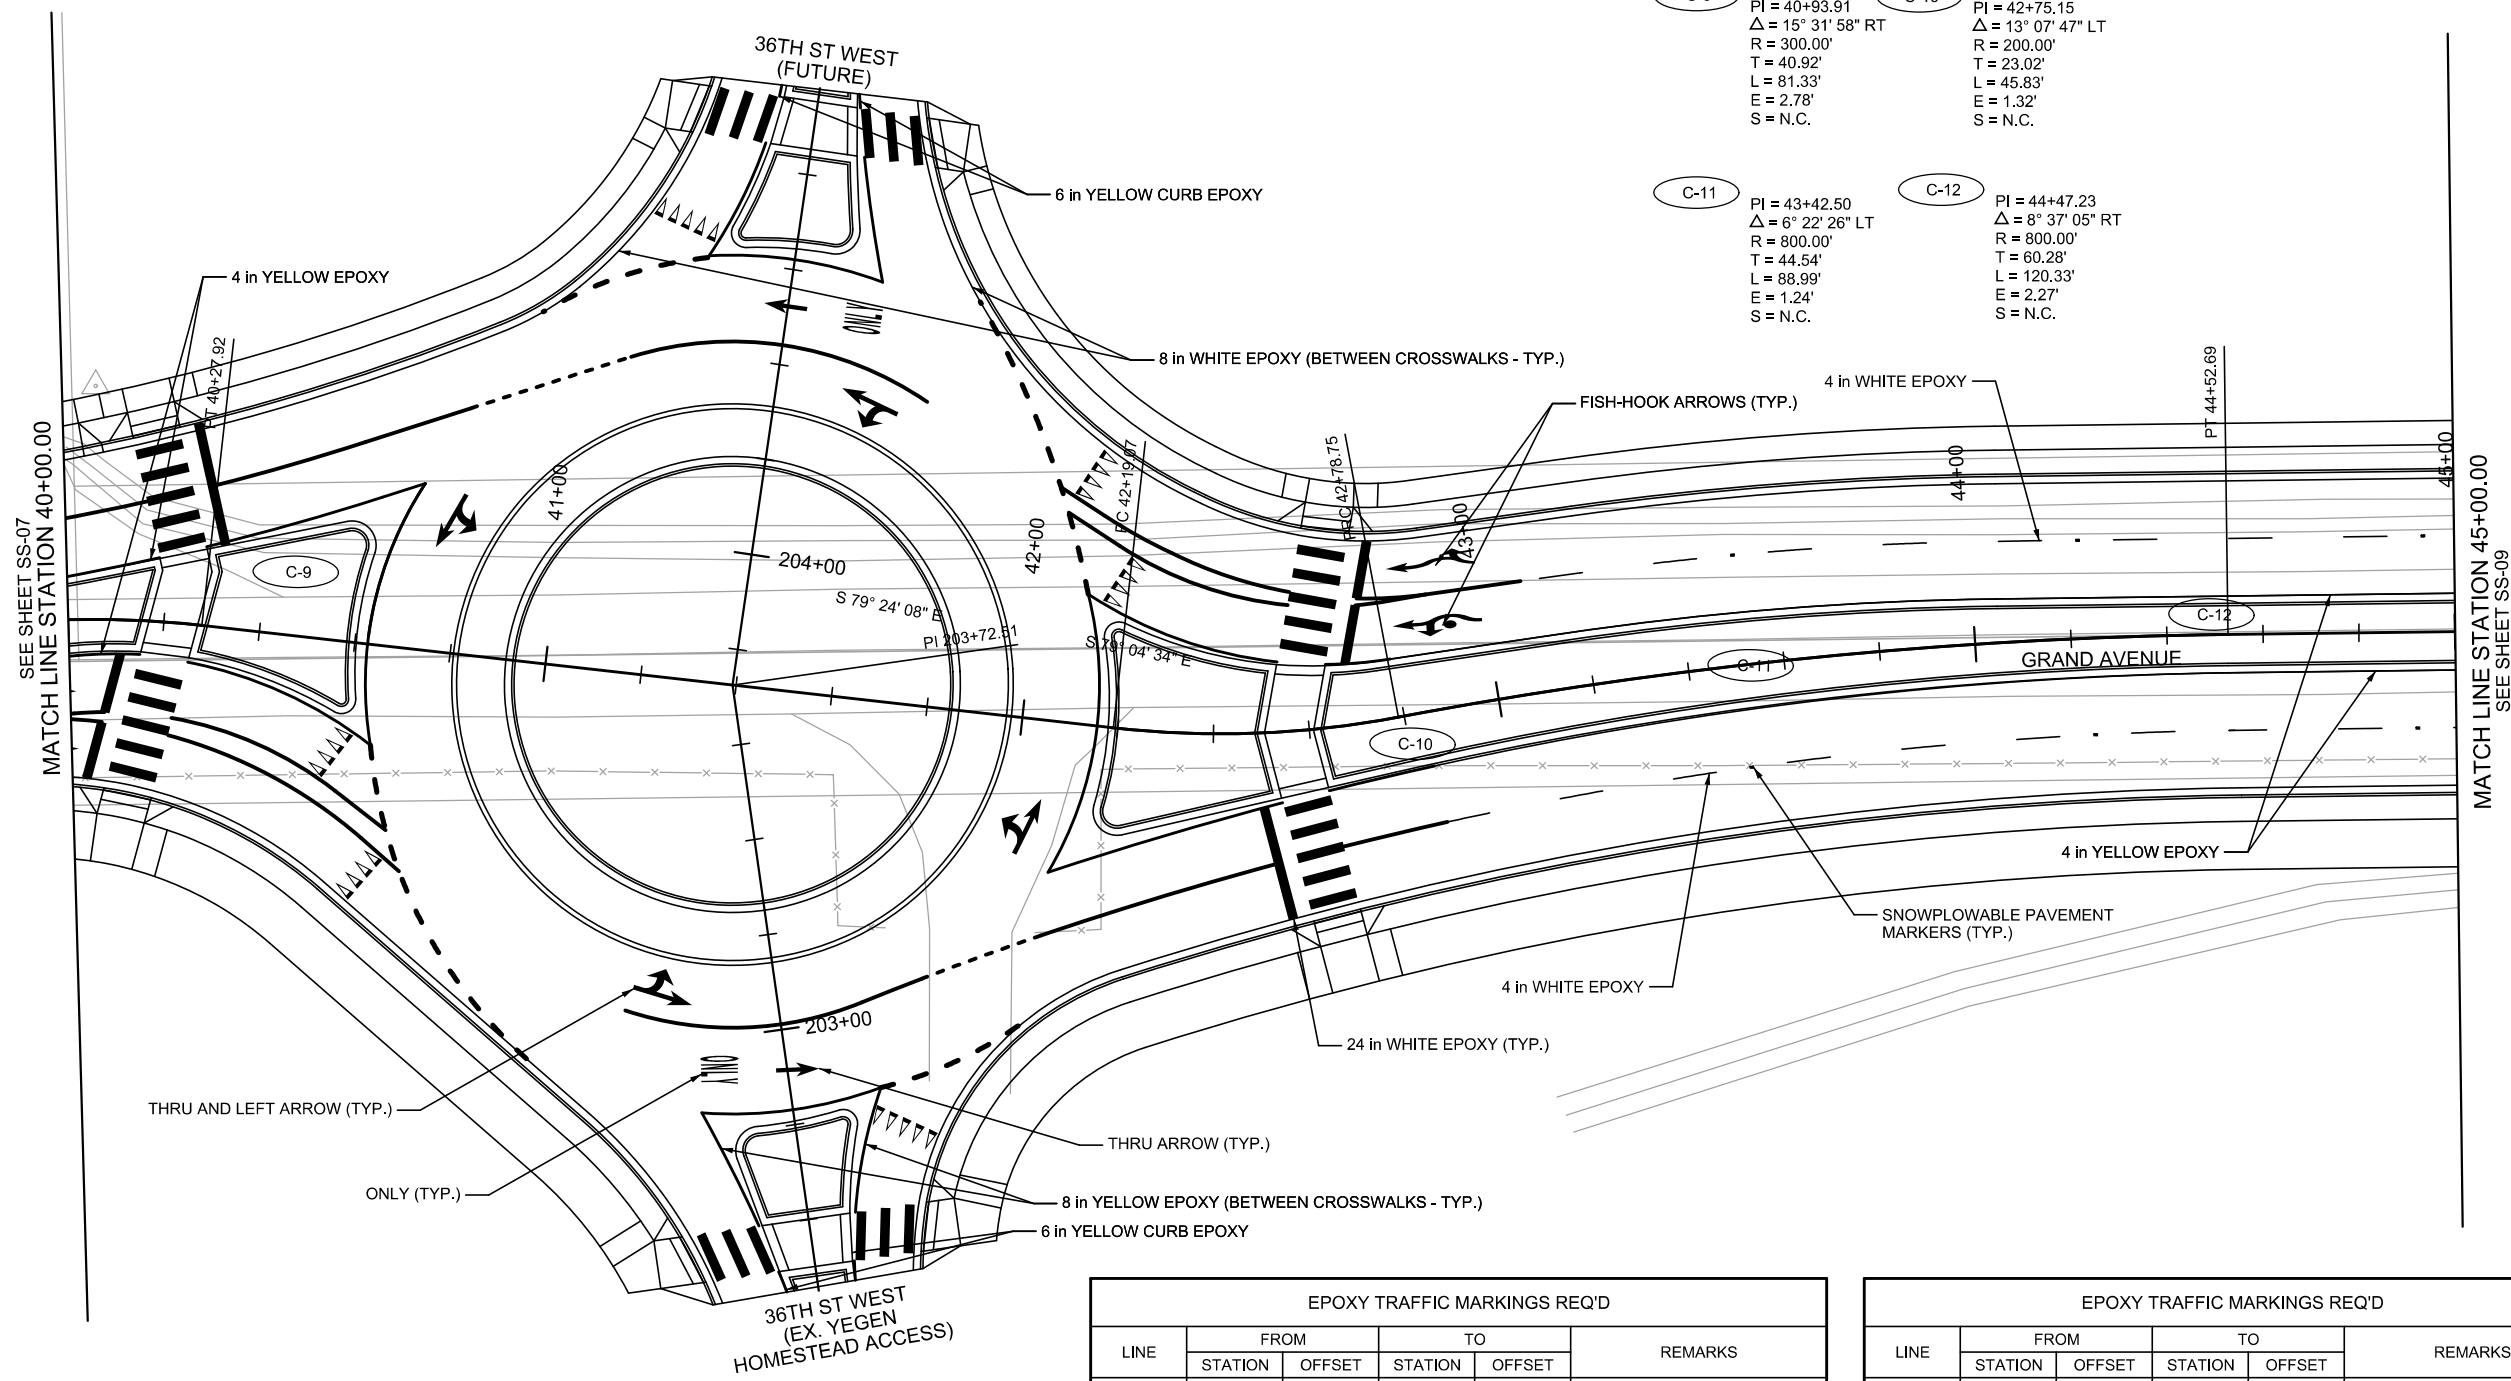 PI = 40+93.91
Δ = 15° 31' 58" RT
R = 300.00'
T = 40.92'
L = 81.33'
E = 2.78'
S = N.C.
PI = 42+75.15
Δ = 13° 07' 47" LT
R = 200.00'
T = 23.02'
L = 45.83'
E = 1.32'
S = N.C.
C-11
PI = 43+42.50
Δ = 6° 22' 26" LT
R = 800.00'
T = 44.54'
L = 88.99'
E = 1.24'
S = N.C.
C-12
PI = 44+47.23
Δ = 8° 37' 05" RT
R = 800.00'
T = 60.28'
L = 120.33'
E = 2.27'
S = N.C.
36TH ST WEST
(FUTURE)
6 in YELLOW CURB EPOXY
4 in YELLOW EPOXY
8 in WHITE EPOXY (BETWEEN CROSSWALKS - TYP.)
4 in WHITE EPOXY
FISH-HOOK ARROWS (TYP.)
PT 40+27.92
PT 44+52.69
ONLY
SEE SHEET SS-07
MATCH LINE STATION 40+00.00
41+00
42+00
43+00
44+00
45+00
PRC 42+78.75
MATCH LINE STATION 45+00.00
SEE SHEET SS-09
C-9
204+00
S 79° 24' 08" E
PI 203+72.51
S 79° 04' 34" E
C-12
C-11
GRAND AVENUE
C-10
4 in YELLOW EPOXY
SNOWPLOWABLE PAVEMENT
MARKERS (TYP.)
4 in WHITE EPOXY
203+00
24 in WHITE EPOXY (TYP.)
ONLY
THRU AND LEFT ARROW (TYP.)
THRU ARROW (TYP.)
ONLY (TYP.)
8 in YELLOW EPOXY (BETWEEN CROSSWALKS - TYP.)
6 in YELLOW CURB EPOXY
36TH ST WEST
(EX. YEGEN
HOMESTEAD ACCESS)
EPOXY TRAFFIC MARKINGS REQ'D
LINE FROM TO REMARKS
STATION OFFSET STATION OFFSET
EPOXY TRAFFIC MARKINGS REQ'D
LINE FROM TO REMARKS
STATION OFFSET STATION OFFSET